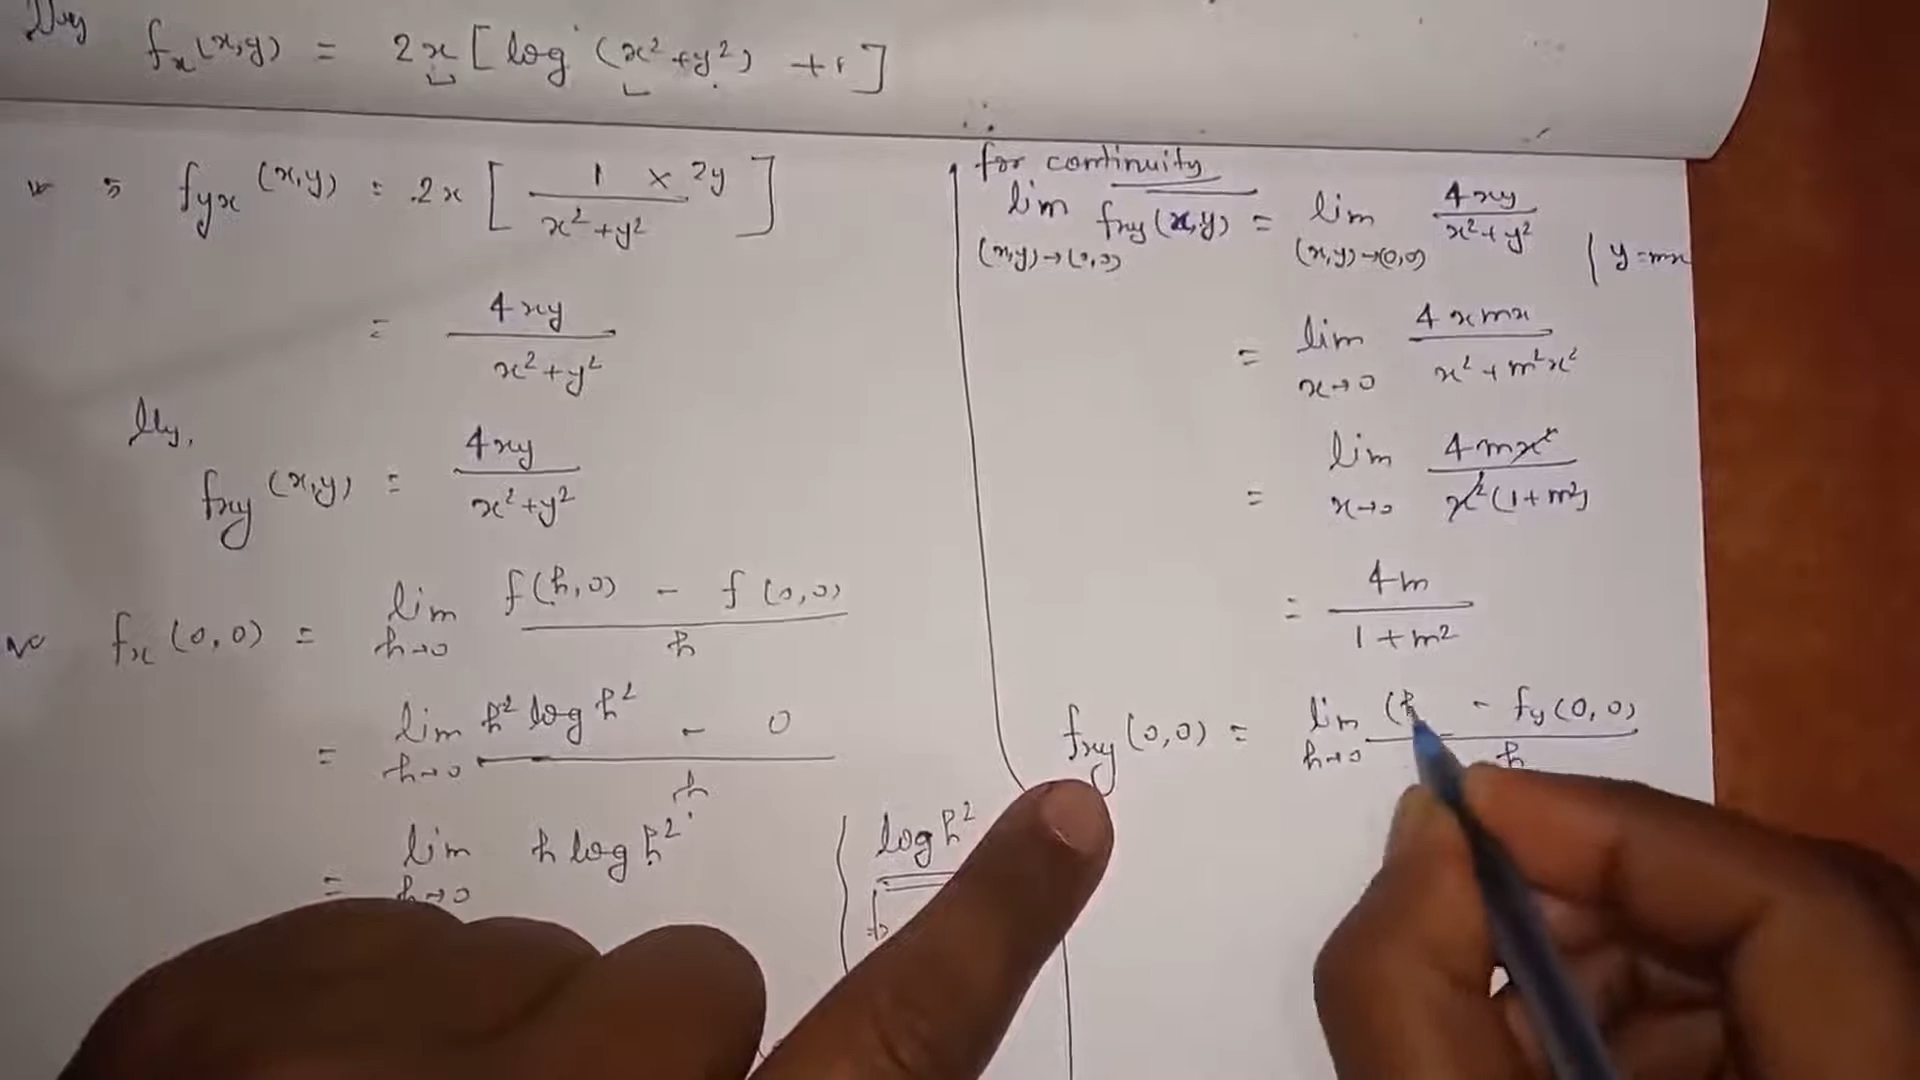 lly fx(x,y) = 2x [log (x²+y²) +1]
fyx (x,y) = 2x [ 1/(x²+y²) × 2y ]
= 4xy/(x²+y²)
lly,
fxy (x,y) = 4xy/(x²+y²)
fx (0,0) = lim h→0 (f(h,0) - f(0,0))/h
= lim h→0 (h² log h² - 0)/h
= lim h→0 h log h²
log h²
for continuity
lim (x,y)→(0,0) fxy (x,y) = lim (x,y)→(0,0) 4xy/(x²+y²) | y=mx
= lim x→0 4xmx/(x²+m²x²)
= lim x→0 4mx²/(x²(1+m²))
= 4m/(1+m²)
fxy (0,0) = lim h→0 ((h - fy(0,0))/h